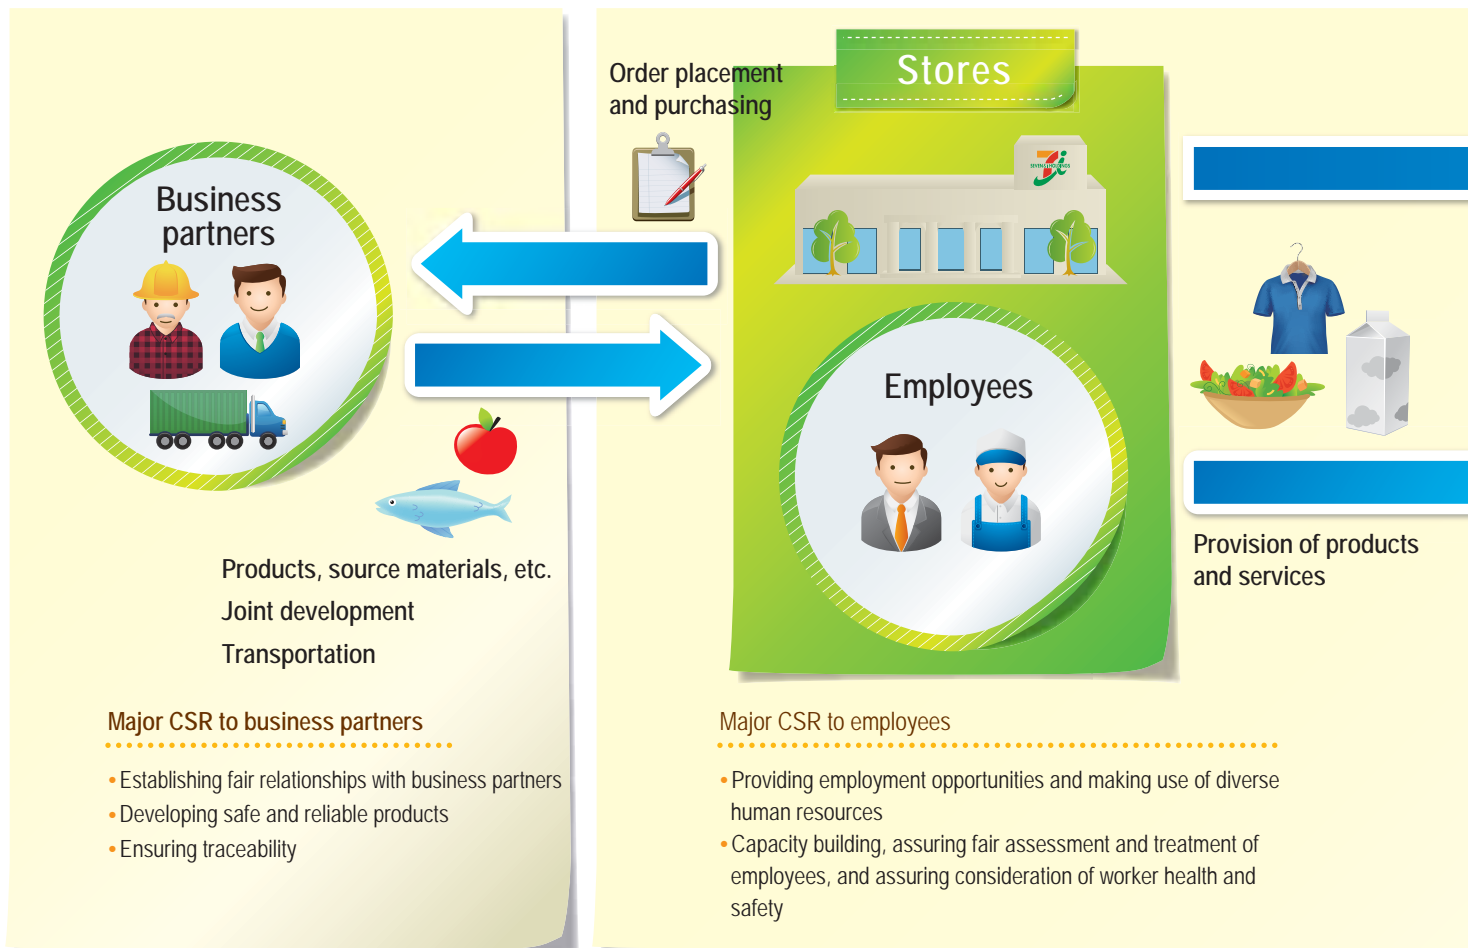 Stores
Order placement
and purchasing
SEVEN & i HOLDINGS
Business
partners
Employees
Products, source materials, etc.
Joint development
Transportation
Provision of products
and services
Major CSR to business partners
•Establishing fair relationships with business partners
•Developing safe and reliable products
•Ensuring traceability
Major CSR to employees
•Providing employment opportunities and making use of diverse
human resources
•Capacity building, assuring fair assessment and treatment of
employees, and assuring consideration of worker health and
safety